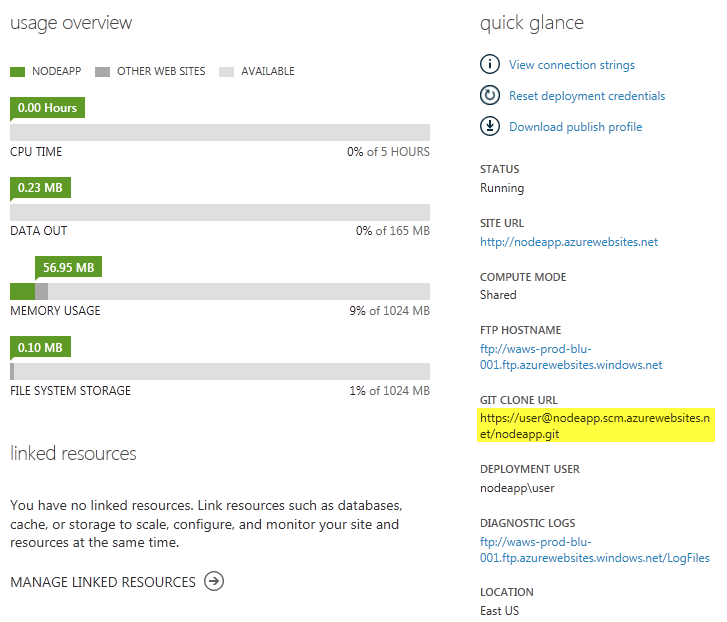 usage overview
NODEAPP OTHER WEB SITES AVAILABLE
0.00 Hours
CPU TIME 0% of 5 HOURS
0.23 MB
DATA OUT 0% of 165 MB
56.95 MB
MEMORY USAGE 9% of 1024 MB
0.10 MB
FILE SYSTEM STORAGE 1% of 1024 MB
linked resources
You have no linked resources. Link resources such as databases,
cache, or storage to scale, configure, and monitor your site and
resources at the same time.
MANAGE LINKED RESOURCES
quick glance
View connection strings
Reset deployment credentials
Download publish profile
STATUS
Running
SITE URL
http://nodeapp.azurewebsites.net
COMPUTE MODE
Shared
FTP HOSTNAME
ftp://waws-prod-blu-
001.ftp.azurewebsites.windows.net
GIT CLONE URL
https://user@nodeapp.scm.azurewebsites.n
et/nodeapp.git
DEPLOYMENT USER
nodeapp\user
DIAGNOSTIC LOGS
ftp://waws-prod-blu-
001.ftp.azurewebsites.windows.net/LogFiles
LOCATION
East US